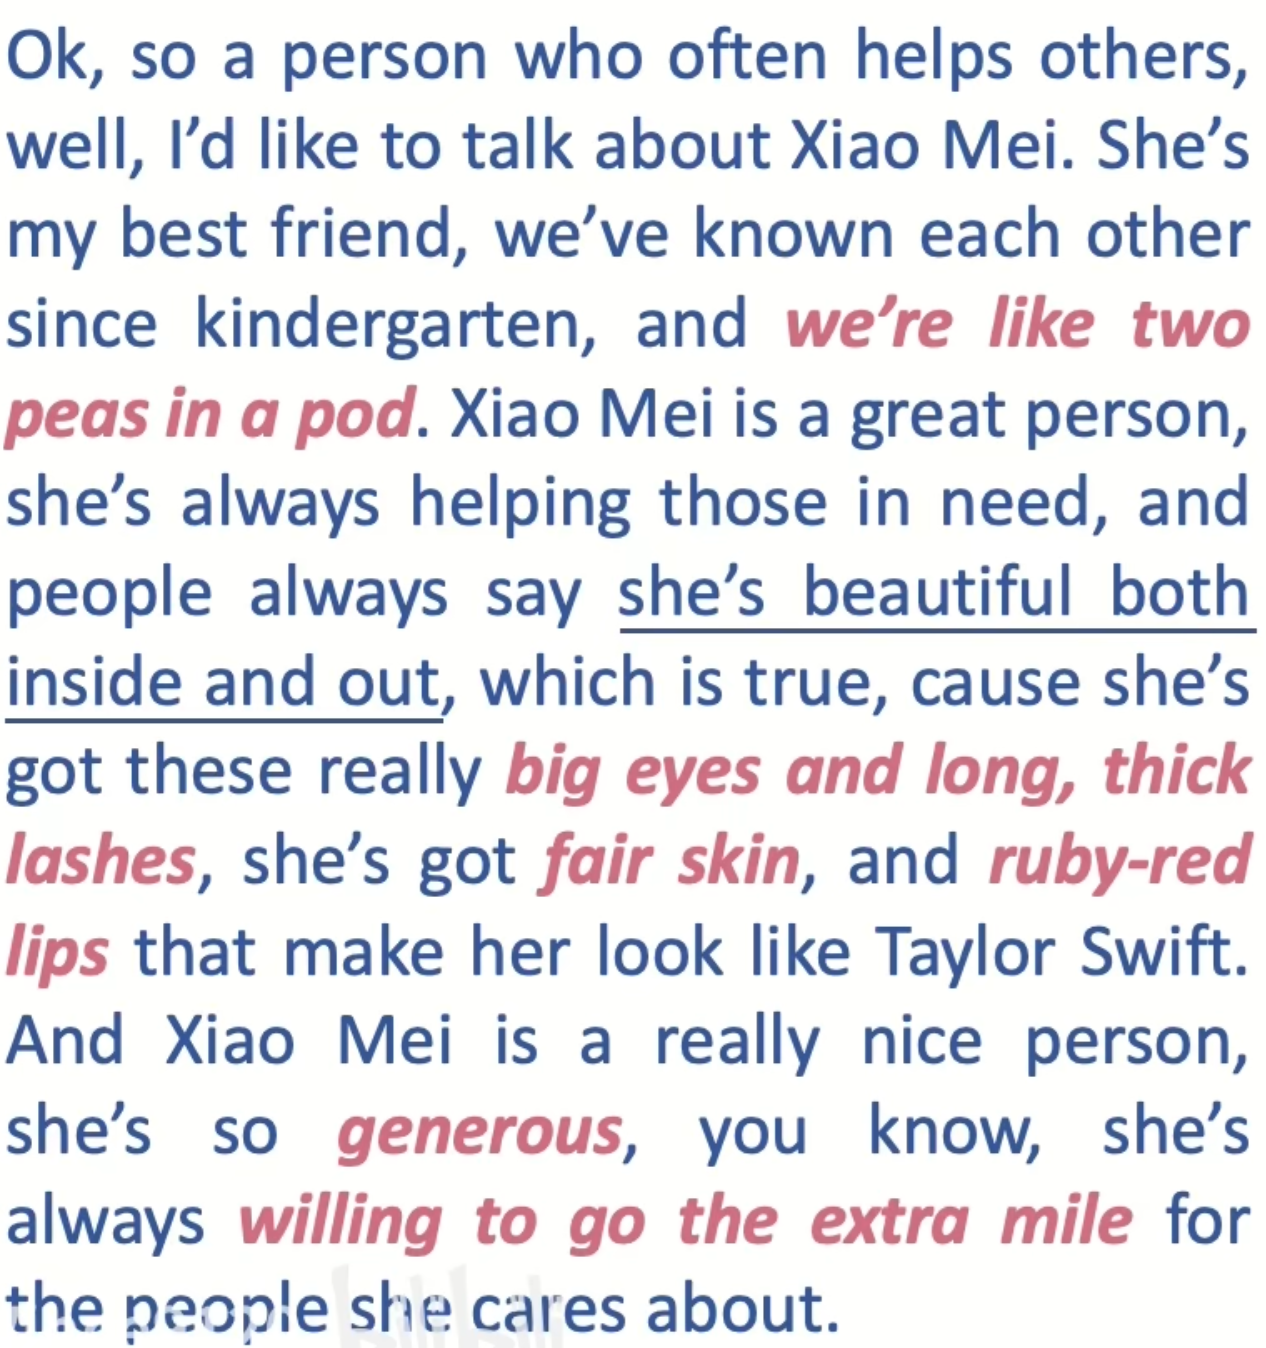 Ok, so a person who often helps others,
well, I’d like to talk about Xiao Mei. She’s
my best friend, we’ve known each other
since kindergarten, and we’re like two
peas in a pod. Xiao Mei is a great person,
she’s always helping those in need, and
people always say she’s beautiful both
inside and out, which is true, cause she’s
got these really big eyes and long, thick
lashes, she’s got fair skin, and ruby-red
lips that make her look like Taylor Swift.
And Xiao Mei is a really nice person,
she’s so generous, you know, she’s
always willing to go the extra mile for
the people she cares about.